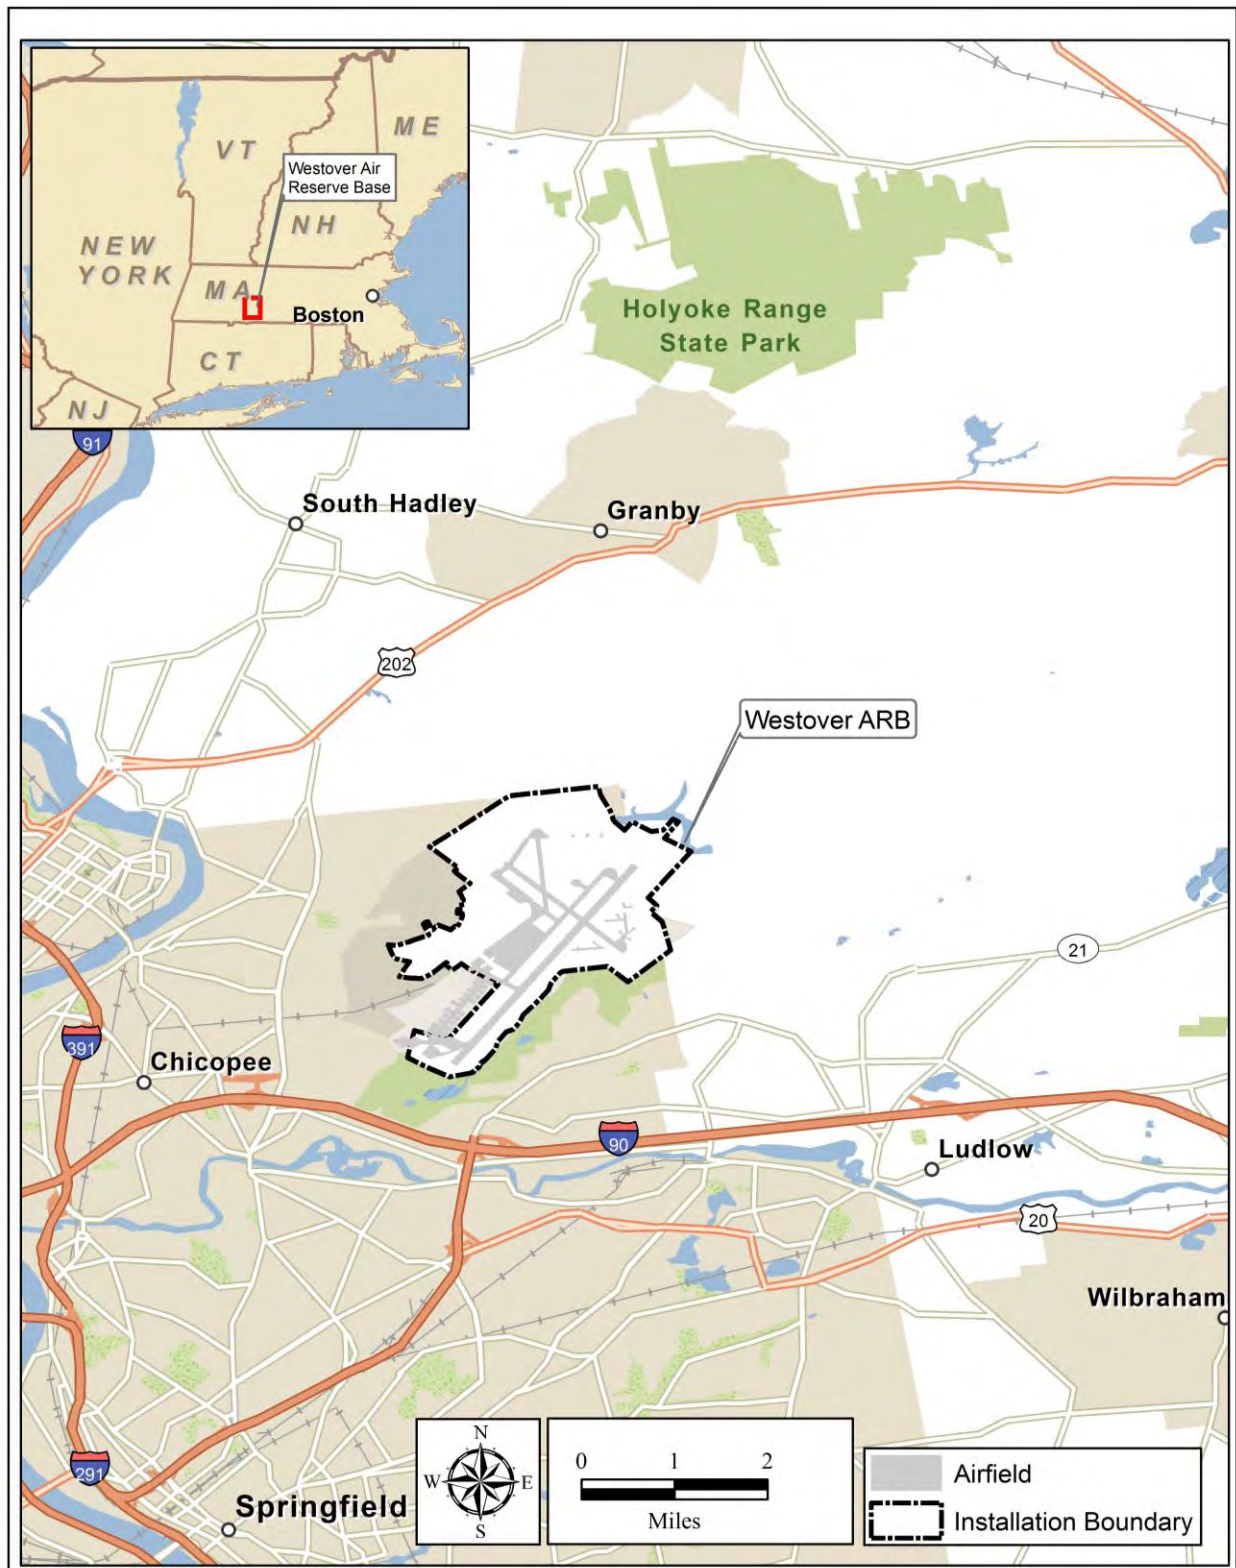 ME
VT
Westover Air
Reserve Base
NH
NEW
YORK
MA
Boston
CT
NJ
Holyoke Range
State Park
91
South Hadley
Granby
202
Westover ARB
21
391
Chicopee
90
Ludlow
20
Wilbraham
291
Springfield
N
W
E
S
0 1 2
Miles
Airfield
Installation Boundary